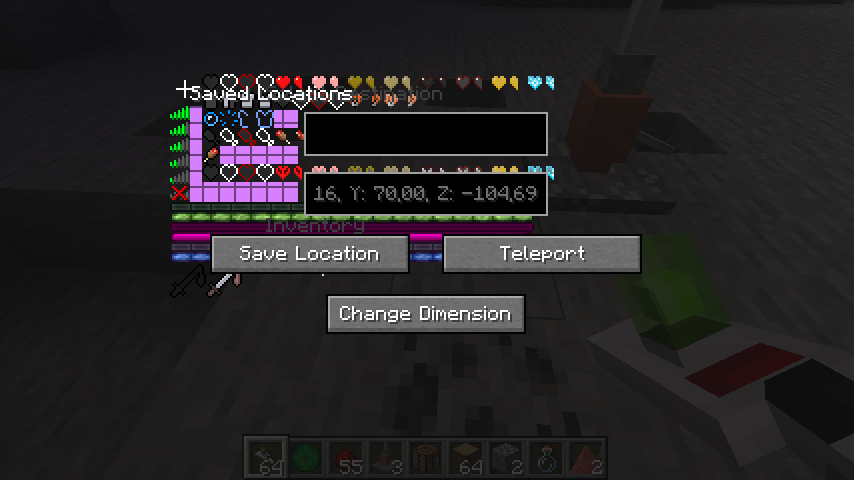 Saved Locations
16, Y: 70,00, Z: -104,69
Inventory
Save Location
Teleport
Change Dimension
64 55 3 64 2 2